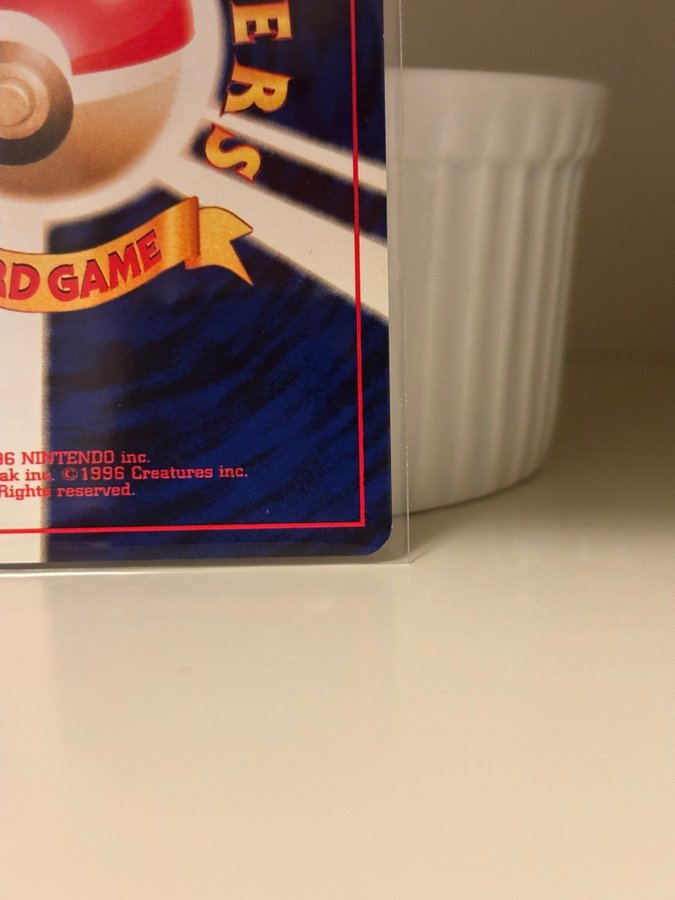 ERS
RD GAME
96 NINTENDO inc.
ak inc. ©1996 Creatures inc.
Rights reserved.